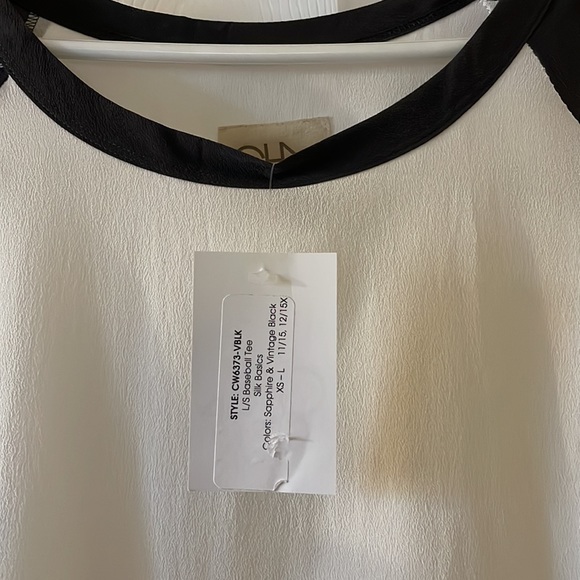 STYLE: CW6373-VBLK
L/S Baseball Tee
Silk Basics
Colors: Sapphire & Vintage Black
XS – L 11/15, 12/15X